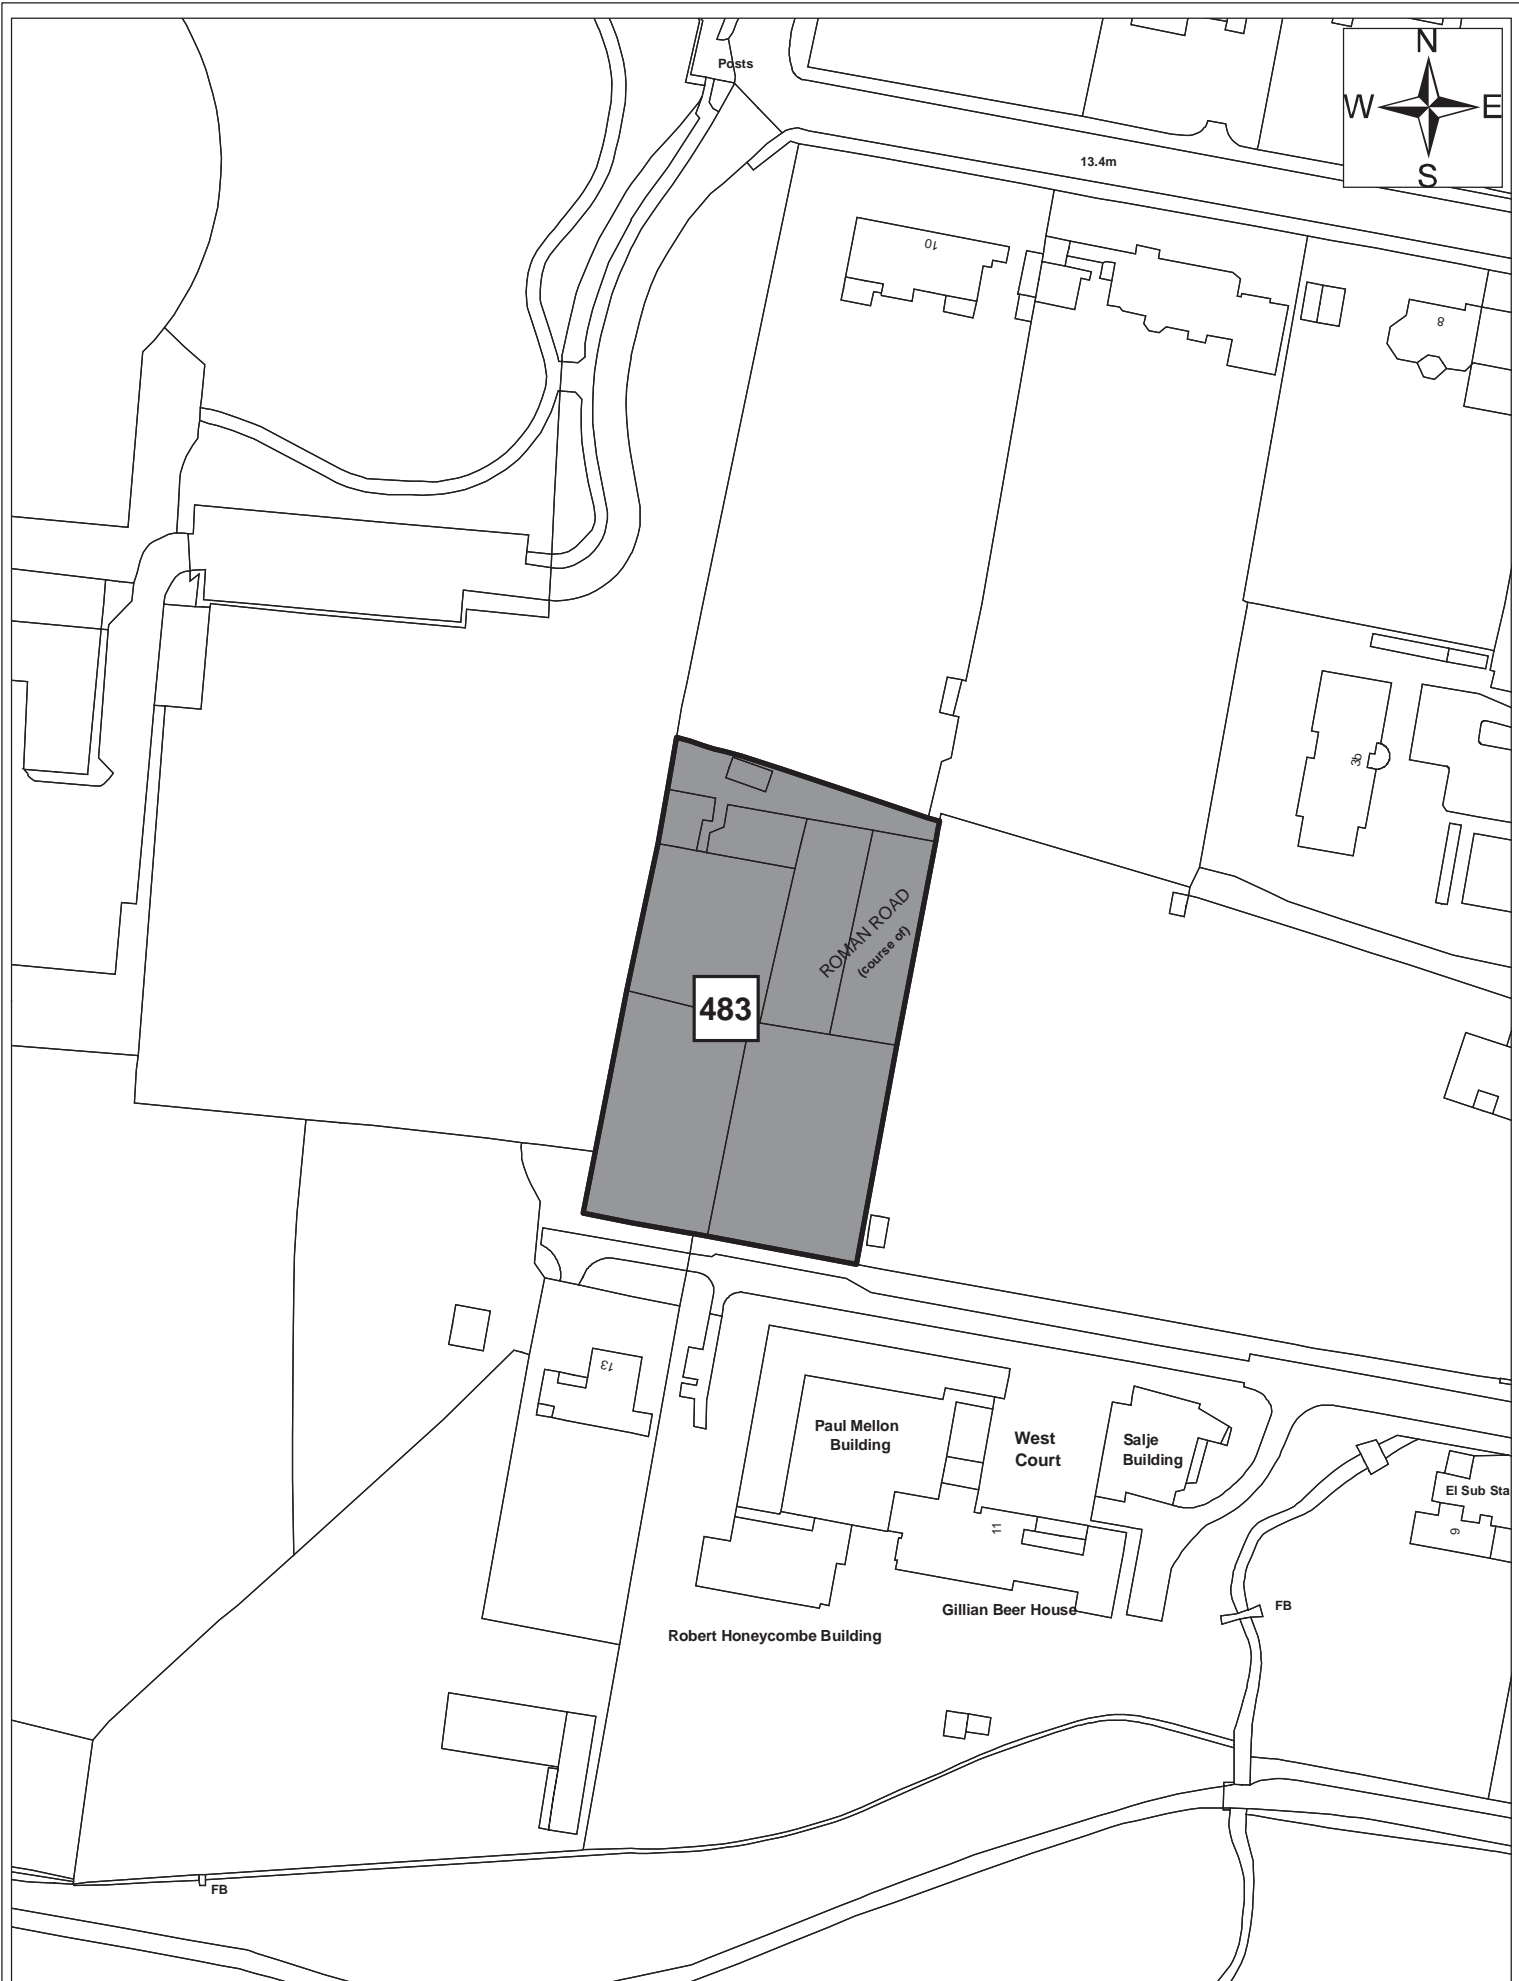 Posts
N
W E
S
13.4m
10
8
3b
ROMAN ROAD
(course of)
483
13
Paul Mellon
Building
West
Court
Salje
Building
El Sub Sta
9
11
FB
Gillian Beer House
Robert Honeycombe Building
FB